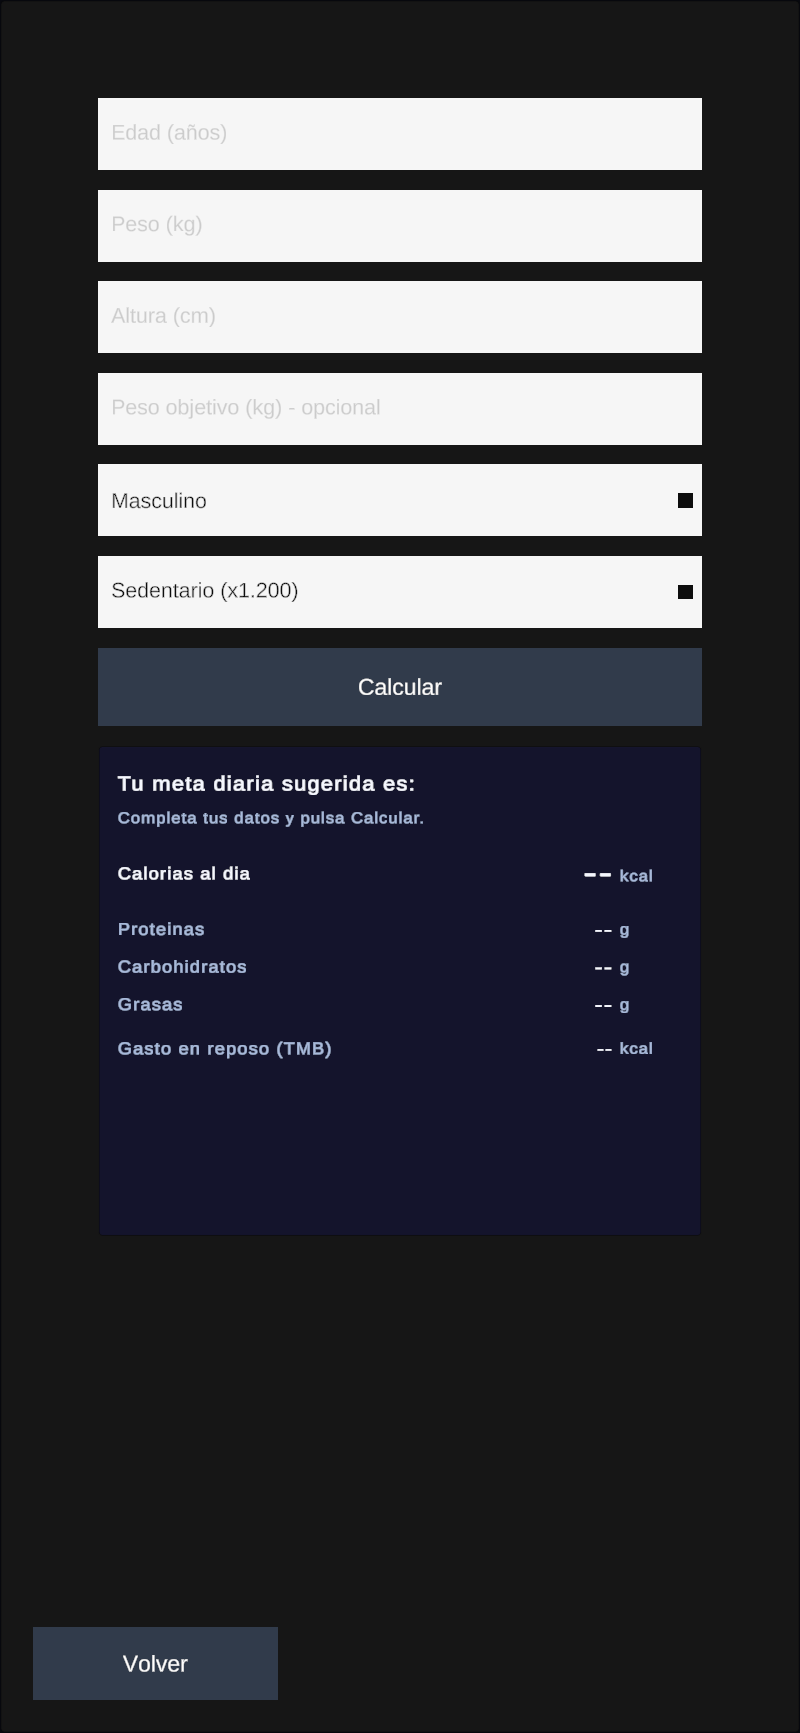 Edad (años)
Peso (kg)
Altura (cm)
Peso objetivo (kg) - opcional
Masculino
Sedentario (x1.200)
Calcular
Tu meta diaria sugerida es:
Completa tus datos y pulsa Calcular.
Calorias al dia -- kcal
Proteinas -- g
Carbohidratos -- g
Grasas -- g
Gasto en reposo (TMB) -- kcal
Volver